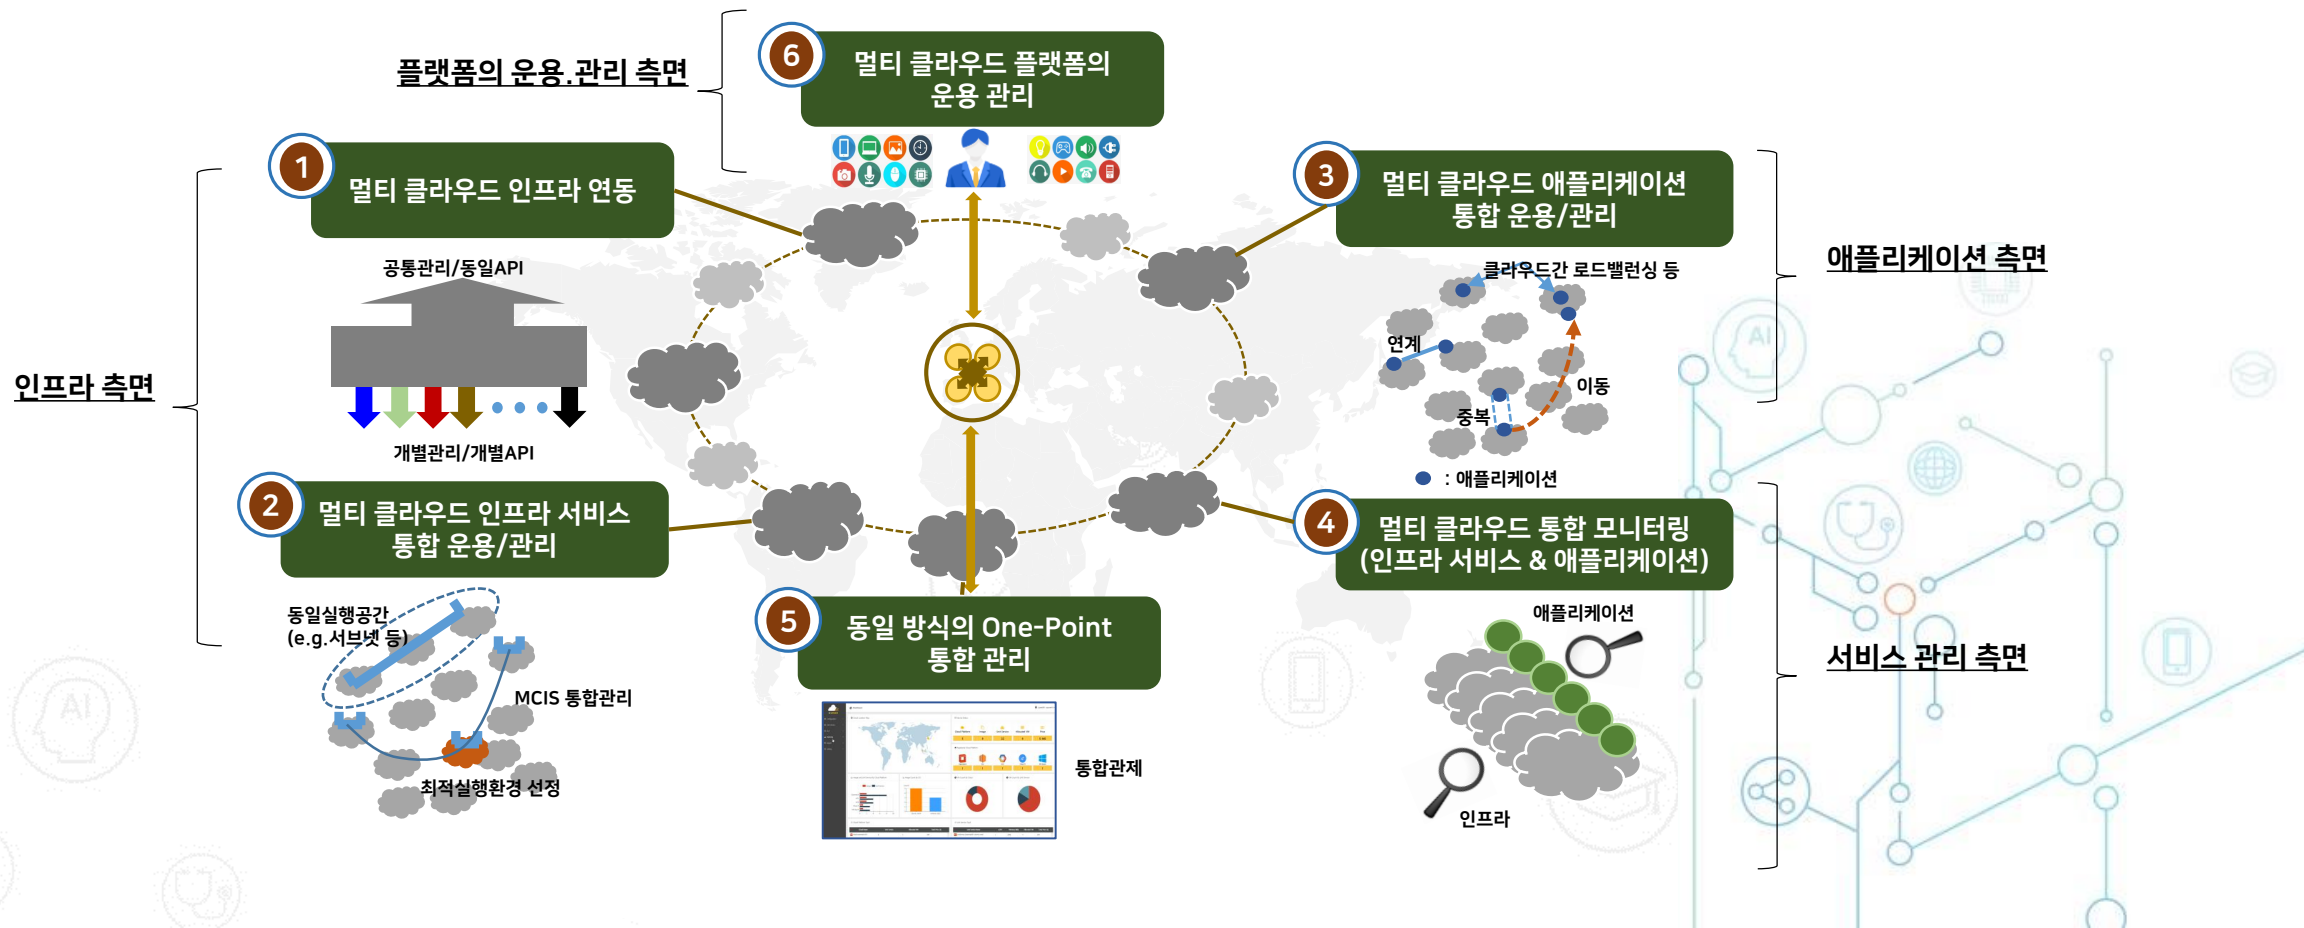 플랫폼의 운용.관리 측면
6
멀티 클라우드 플랫폼의
운용 관리
인프라 측면
1
멀티 클라우드 인프라 연동
공통관리/동일API
개별관리/개별API
2
멀티 클라우드 인프라 서비스
통합 운용/관리
동일실행공간
(e.g.서브넷 등)
MCIS 통합관리
최적실행환경 선정
3
멀티 클라우드 애플리케이션
통합 운용/관리
클라우드간 로드밸런싱 등
연계
이동
중복
: 애플리케이션
애플리케이션 측면
4
멀티 클라우드 통합 모니터링
(인프라 서비스 & 애플리케이션)
애플리케이션
인프라
서비스 관리 측면
5
동일 방식의 One-Point
통합 관리
통합관제
AI
AI